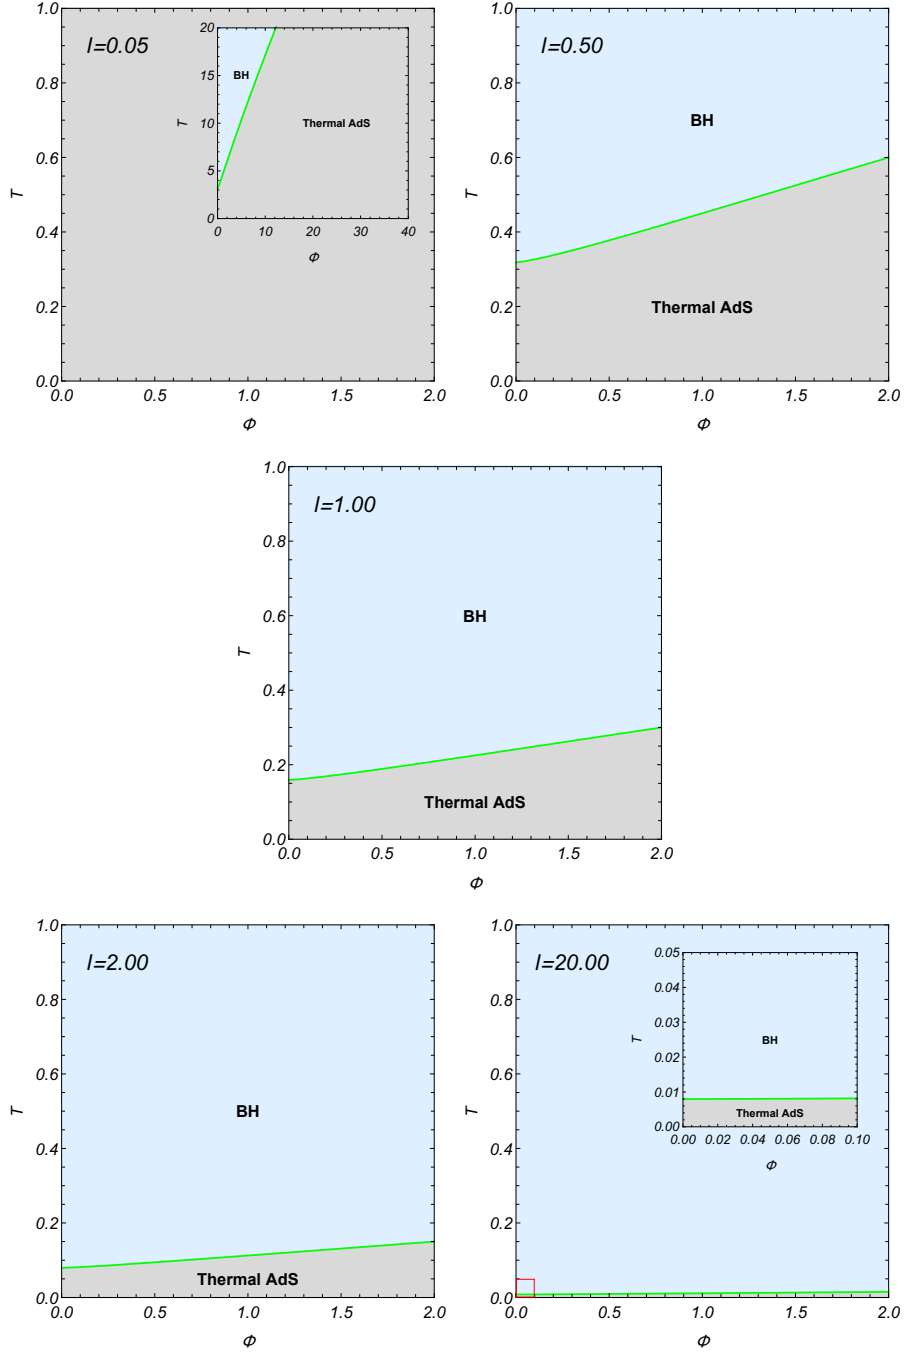 l=0.05
BH
Thermal AdS
T
Φ
0 5 10 15 20
0 10 20 30 40
T
0.0 0.2 0.4 0.6 0.8 1.0
0.0 0.5 1.0 1.5 2.0
Φ
l=0.50
BH
Thermal AdS
T
0.0 0.2 0.4 0.6 0.8 1.0
0.0 0.5 1.0 1.5 2.0
Φ
l=1.00
BH
Thermal AdS
T
0.0 0.2 0.4 0.6 0.8 1.0
0.0 0.5 1.0 1.5 2.0
Φ
l=2.00
BH
Thermal AdS
T
0.0 0.2 0.4 0.6 0.8 1.0
0.0 0.5 1.0 1.5 2.0
Φ
l=20.00
BH
Thermal AdS
T
0.00 0.01 0.02 0.03 0.04 0.05
0.00 0.02 0.04 0.06 0.08 0.10
Φ
T
0.0 0.2 0.4 0.6 0.8 1.0
0.0 0.5 1.0 1.5 2.0
Φ